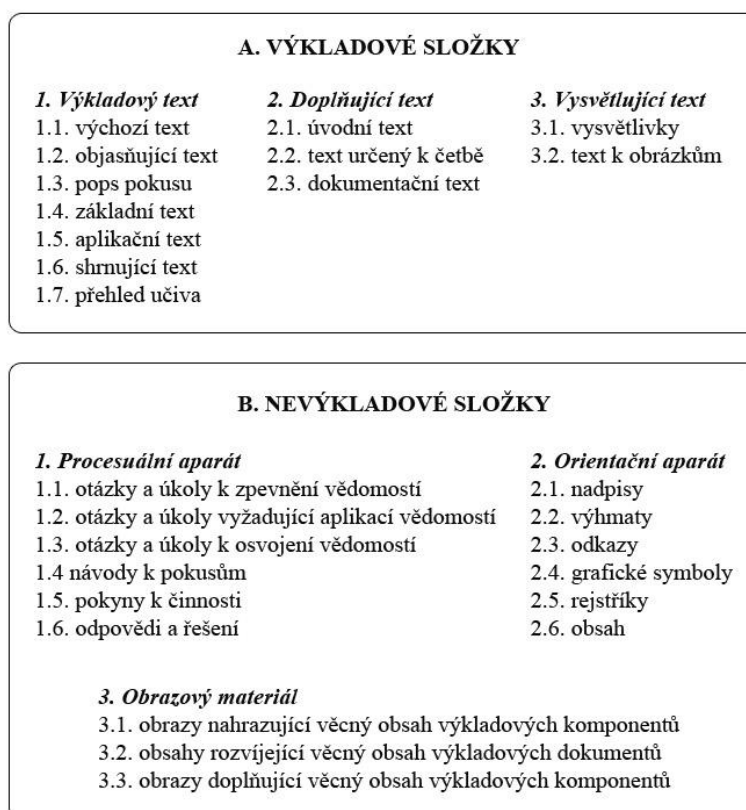 A. VÝKLADOVÉ SLOŽKY
1. Výkladový text
1.1. výchozí text
1.2. objasňující text
1.3. pops pokusu
1.4. základní text
1.5. aplikační text
1.6. shrnující text
1.7. přehled učiva
2. Doplňující text
2.1. úvodní text
2.2. text určený k četbě
2.3. dokumentační text
3. Vysvětlující text
3.1. vysvětlivky
3.2. text k obrázkům
B. NEVÝKLADOVÉ SLOŽKY
1. Procesuální aparát
1.1. otázky a úkoly k zpevnění vědomostí
1.2. otázky a úkoly vyžadující aplikací vědomostí
1.3. otázky a úkoly k osvojení vědomostí
1.4 návody k pokusům
1.5. pokyny k činnosti
1.6. odpovědi a řešení
2. Orientační aparát
2.1. nadpisy
2.2. výhmaty
2.3. odkazy
2.4. grafické symboly
2.5. rejstříky
2.6. obsah
3. Obrazový materiál
3.1. obrazy nahrazující věcný obsah výkladových komponentů
3.2. obsahy rozvíjející věcný obsah výkladových dokumentů
3.3. obrazy doplňující věcný obsah výkladových komponentů